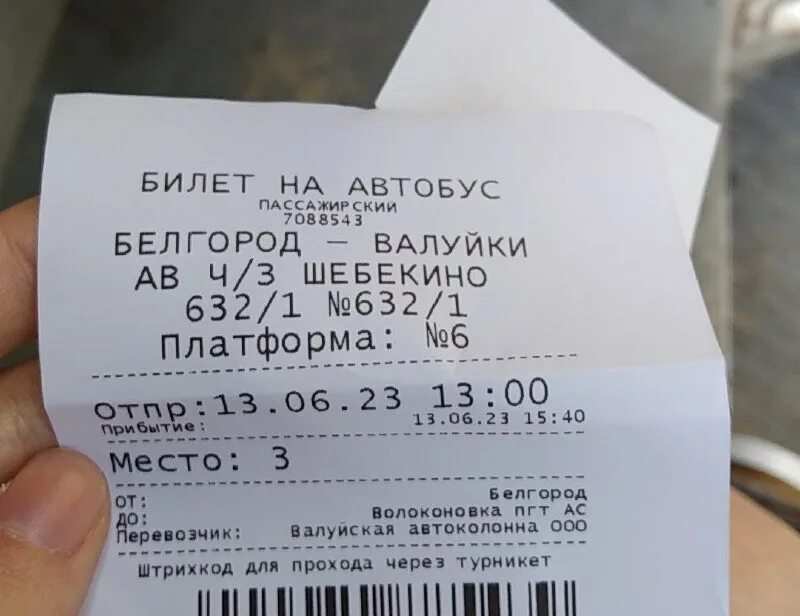 БИЛЕТ НА АВТОБУС
ПАССАЖИРСКИЙ
7088543
БЕЛГОРОД – ВАЛУЙКИ
АВ Ч/З ШЕБЕКИНО
632/1 №632/1
Платформа: №6
Отпр:13.06.23 13:00
Прибытие: 13.06.23 15:40
Место: 3
от: Белгород
до: Волоконовка пгт АС
Перевозчик: Валуйская автоколонна ООО
Штрихкод для прохода через турникет